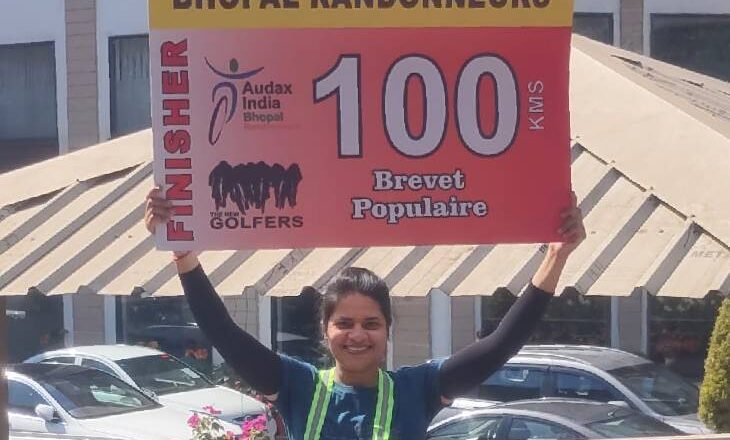 BHOPAL RANDONNEURS
FINISHER
Audax
India
Bhopal
100
KMS
THE NEW
GOLFERS
Brevet
Populaire